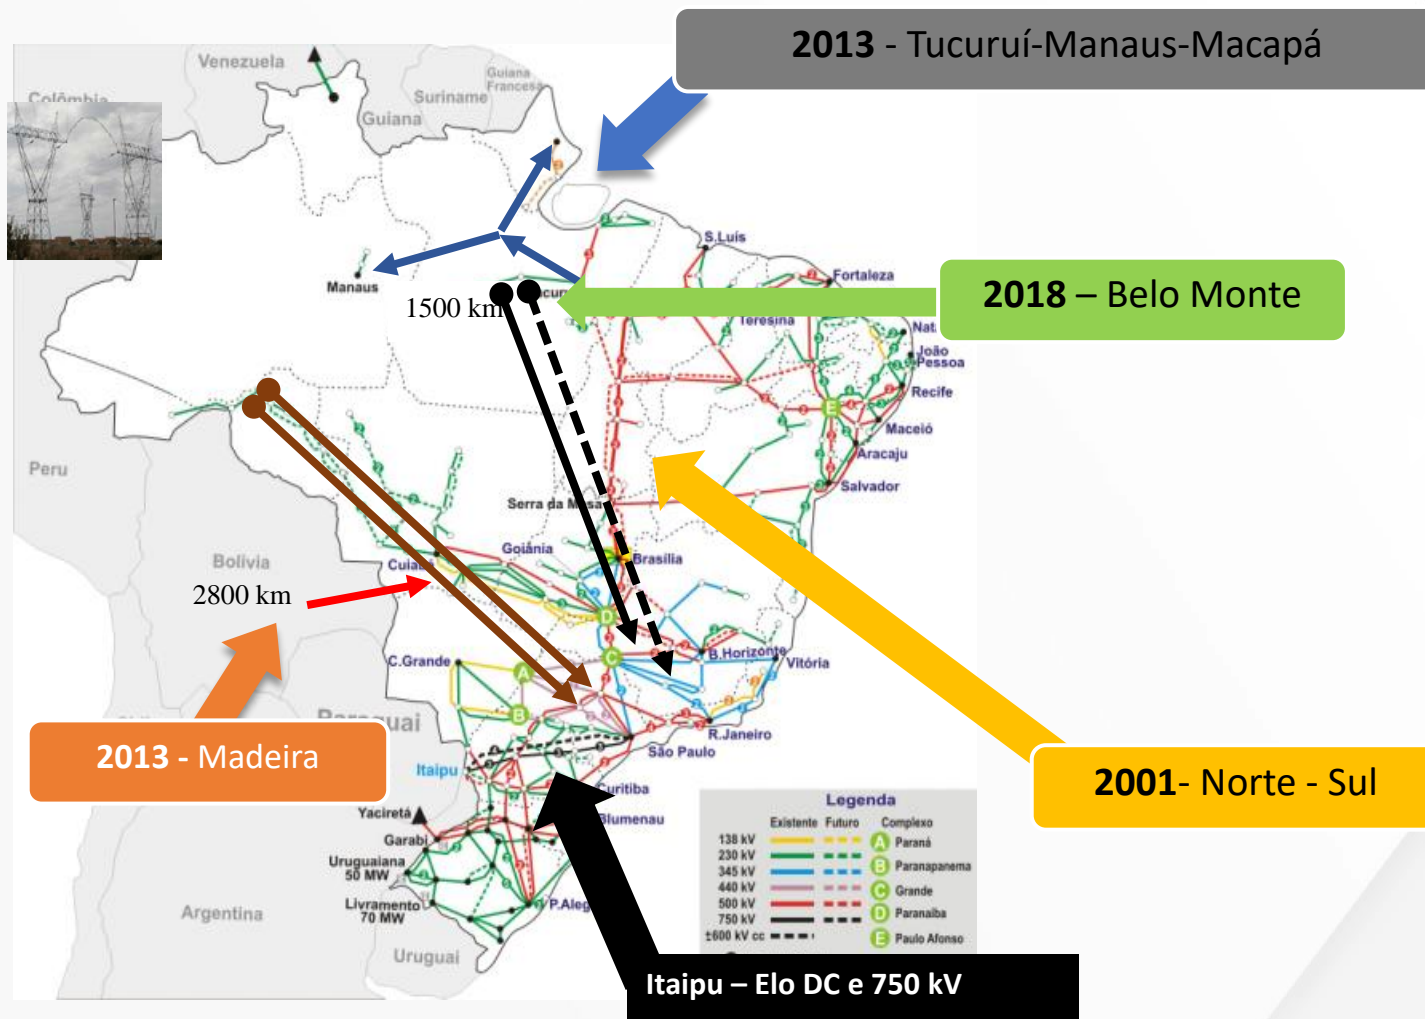 2013 - Tucuruí-Manaus-Macapá
Venezuela
Guiana
Francesa
Colômbia
Suriname
Guiana
S.Luís
Manaus
Fortaleza
1500 km
2018 – Belo Monte
Teresina
João
Pessoa
Recife
E
Maceió
Aracaju
Peru
Salvador
Serra da Mesa
Goiânia
Brasília
Bolívia
2800 km
D
C.Grande
C
B.Horizonte
Vitória
A
B
R.Janeiro
São Paulo
2013 - Madeira
Itaipu
2001- Norte - Sul
Curitiba
Yaciretá
Blumenau
Garabi
Uruguaiana
50 MW
Livramento
70 MW
Argentina
Uruguai
Legenda
Existente Futuro Complexo
138 kV A Paraná
230 kV
345 kV B Paranapanema
440 kV C Grande
500 kV
750 kV D Paranaíba
±600 kV cc E Paulo Afonso
Itaipu – Elo DC e 750 kV